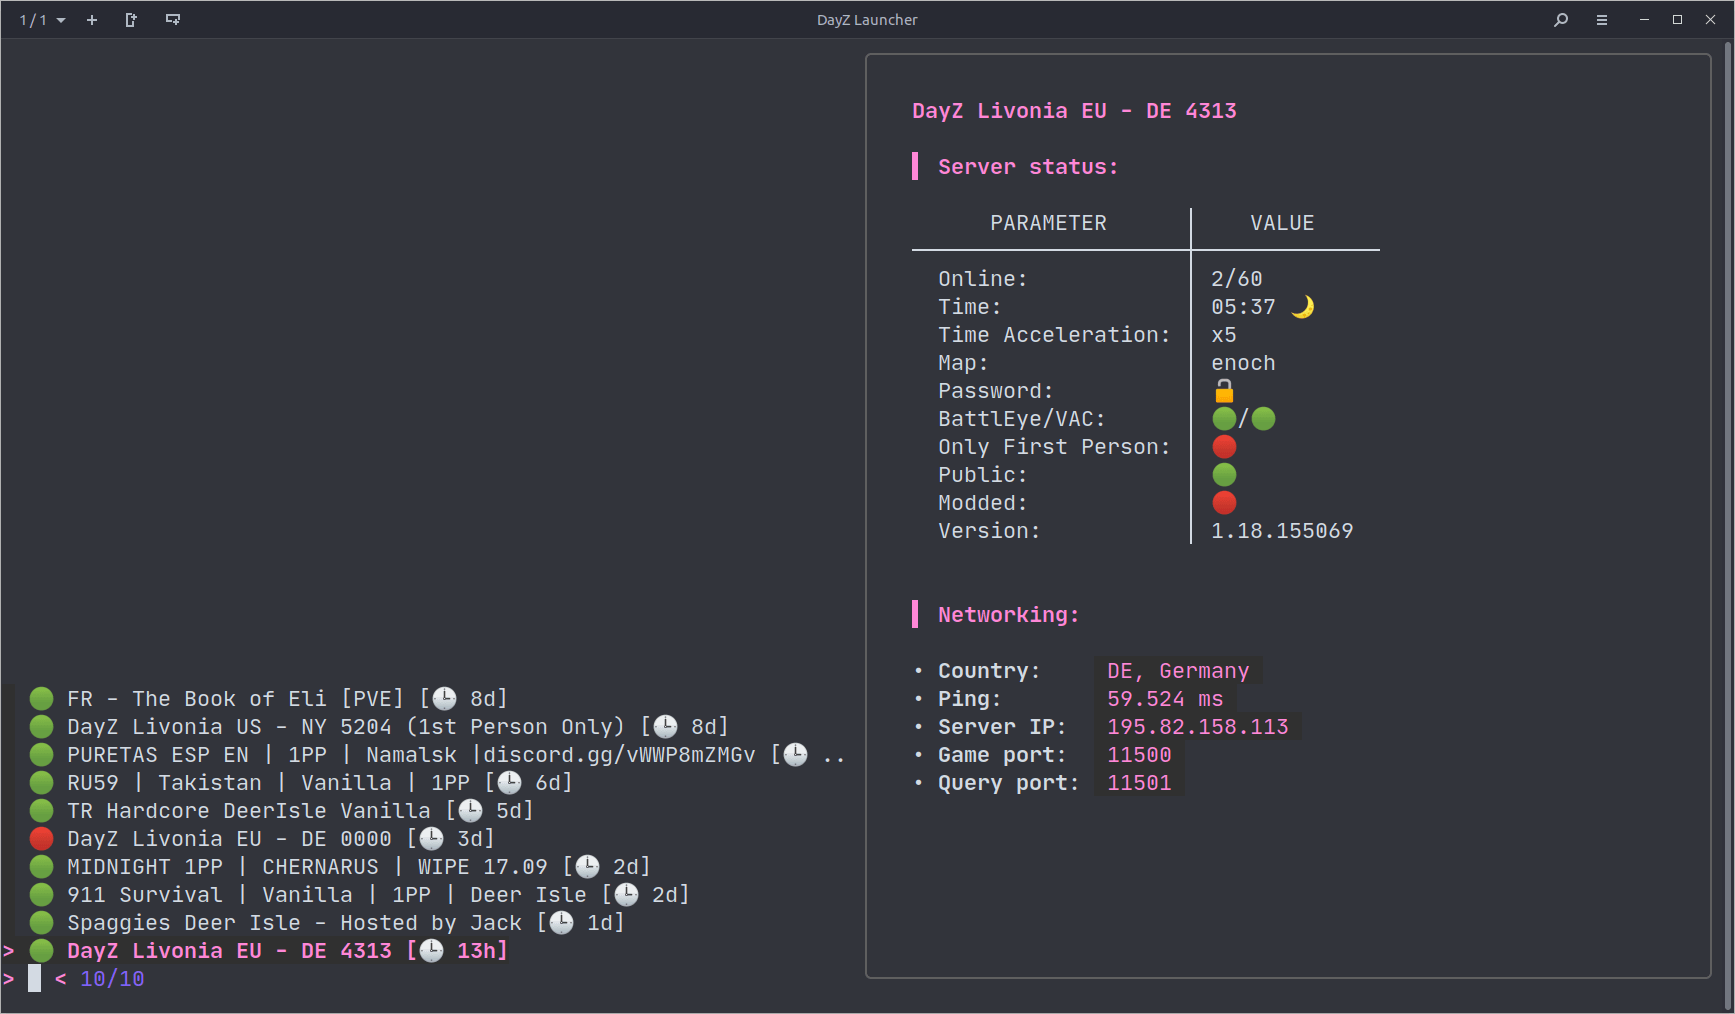 1/1
DayZ Launcher
DayZ Livonia EU - DE 4313
Server status:
PARAMETER VALUE
Online: 2/60
Time: 05:37 🌙
Time Acceleration: x5
Map: enoch
Password: 🔓
BattlEye/VAC: 🟢/🟢
Only First Person: 🔴
Public: 🟢
Modded: 🔴
Version: 1.18.155069
Networking:
• Country: DE, Germany
• Ping: 59.524 ms
• Server IP: 195.82.158.113
• Game port: 11500
• Query port: 11501
🟢 FR - The Book of Eli [PVE] [🕒 8d]
🟢 DayZ Livonia US - NY 5204 (1st Person Only) [🕒 8d]
🟢 PURETAS ESP EN | 1PP | Namalsk |discord.gg/vWWP8mZMGv [🕒 ..
🟢 RU59 | Takistan | Vanilla | 1PP [🕒 6d]
🟢 TR Hardcore DeerIsle Vanilla [🕒 5d]
🔴 DayZ Livonia EU - DE 0000 [🕒 3d]
🟢 MIDNIGHT 1PP | CHERNARUS | WIPE 17.09 [🕒 2d]
🟢 911 Survival | Vanilla | 1PP | Deer Isle [🕒 2d]
🟢 Spaggies Deer Isle - Hosted by Jack [🕒 1d]
> 🟢 DayZ Livonia EU - DE 4313 [🕒 13h]
> < 10/10